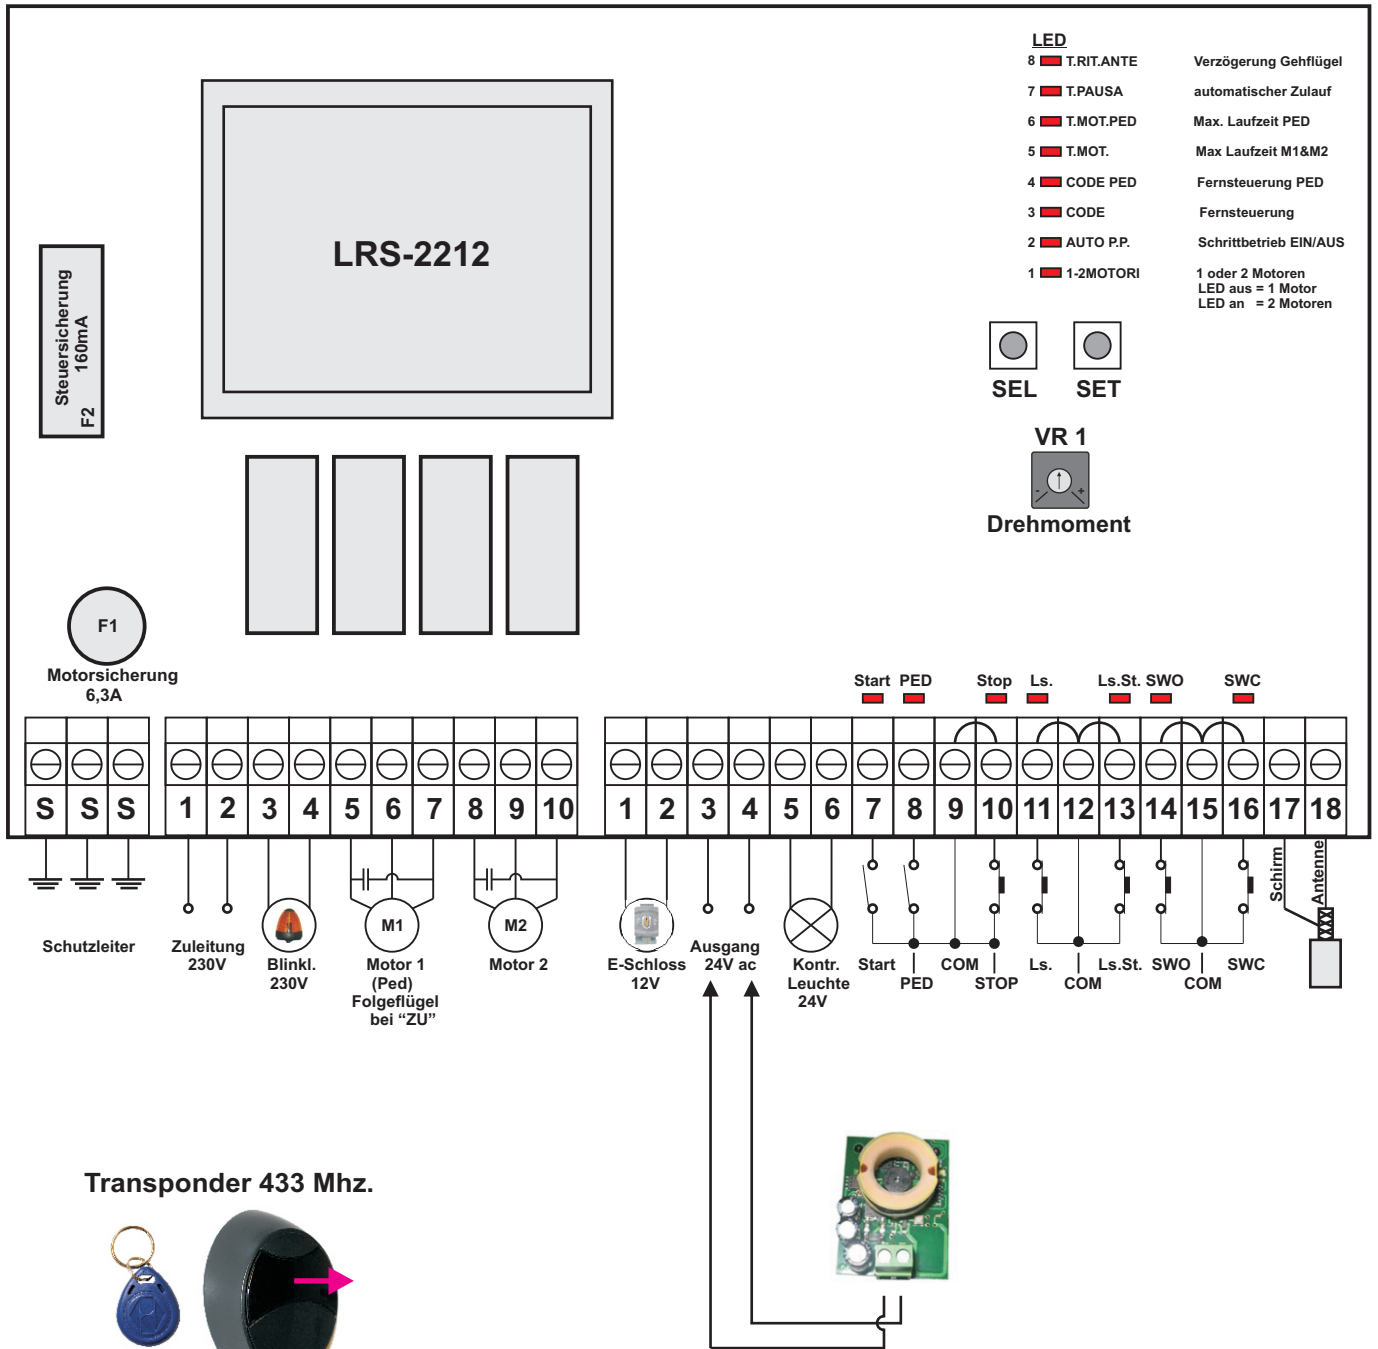 LED
8 T.RIT.ANTE Verzögerung Gehflügel
7 T.PAUSA automatischer Zulauf
6 T.MOT.PED Max. Laufzeit PED
5 T.MOT. Max Laufzeit M1&M2
4 CODE PED Fernsteuerung PED
3 CODE Fernsteuerung
2 AUTO P.P. Schrittbetrieb EIN/AUS
1 1-2MOTORI 1 oder 2 Motoren
LED aus = 1 Motor
LED an = 2 Motoren
LRS-2212
Steuersicherung
160mA
F2
SEL SET
VR 1
- +
Drehmoment
F1
Motorsicherung
6,3A
Start PED Stop Ls. Ls.St. SWO SWC
S S S 1 2 3 4 5 6 7 8 9 10 1 2 3 4 5 6 7 8 9 10 11 12 13 14 15 16 17 18
Schirm
Antenne
M1 M2
Schutzleiter
Zuleitung
230V
Blinkl.
230V
Motor 1
(Ped)
Folgeflügel
bei “ZU”
Motor 2
E-Schloss
12V
Ausgang
24V ac
Kontr.
Leuchte
24V
Start
PED
COM
STOP
Ls.
COM
Ls.St.
SWO
COM
SWC
Transponder 433 Mhz.